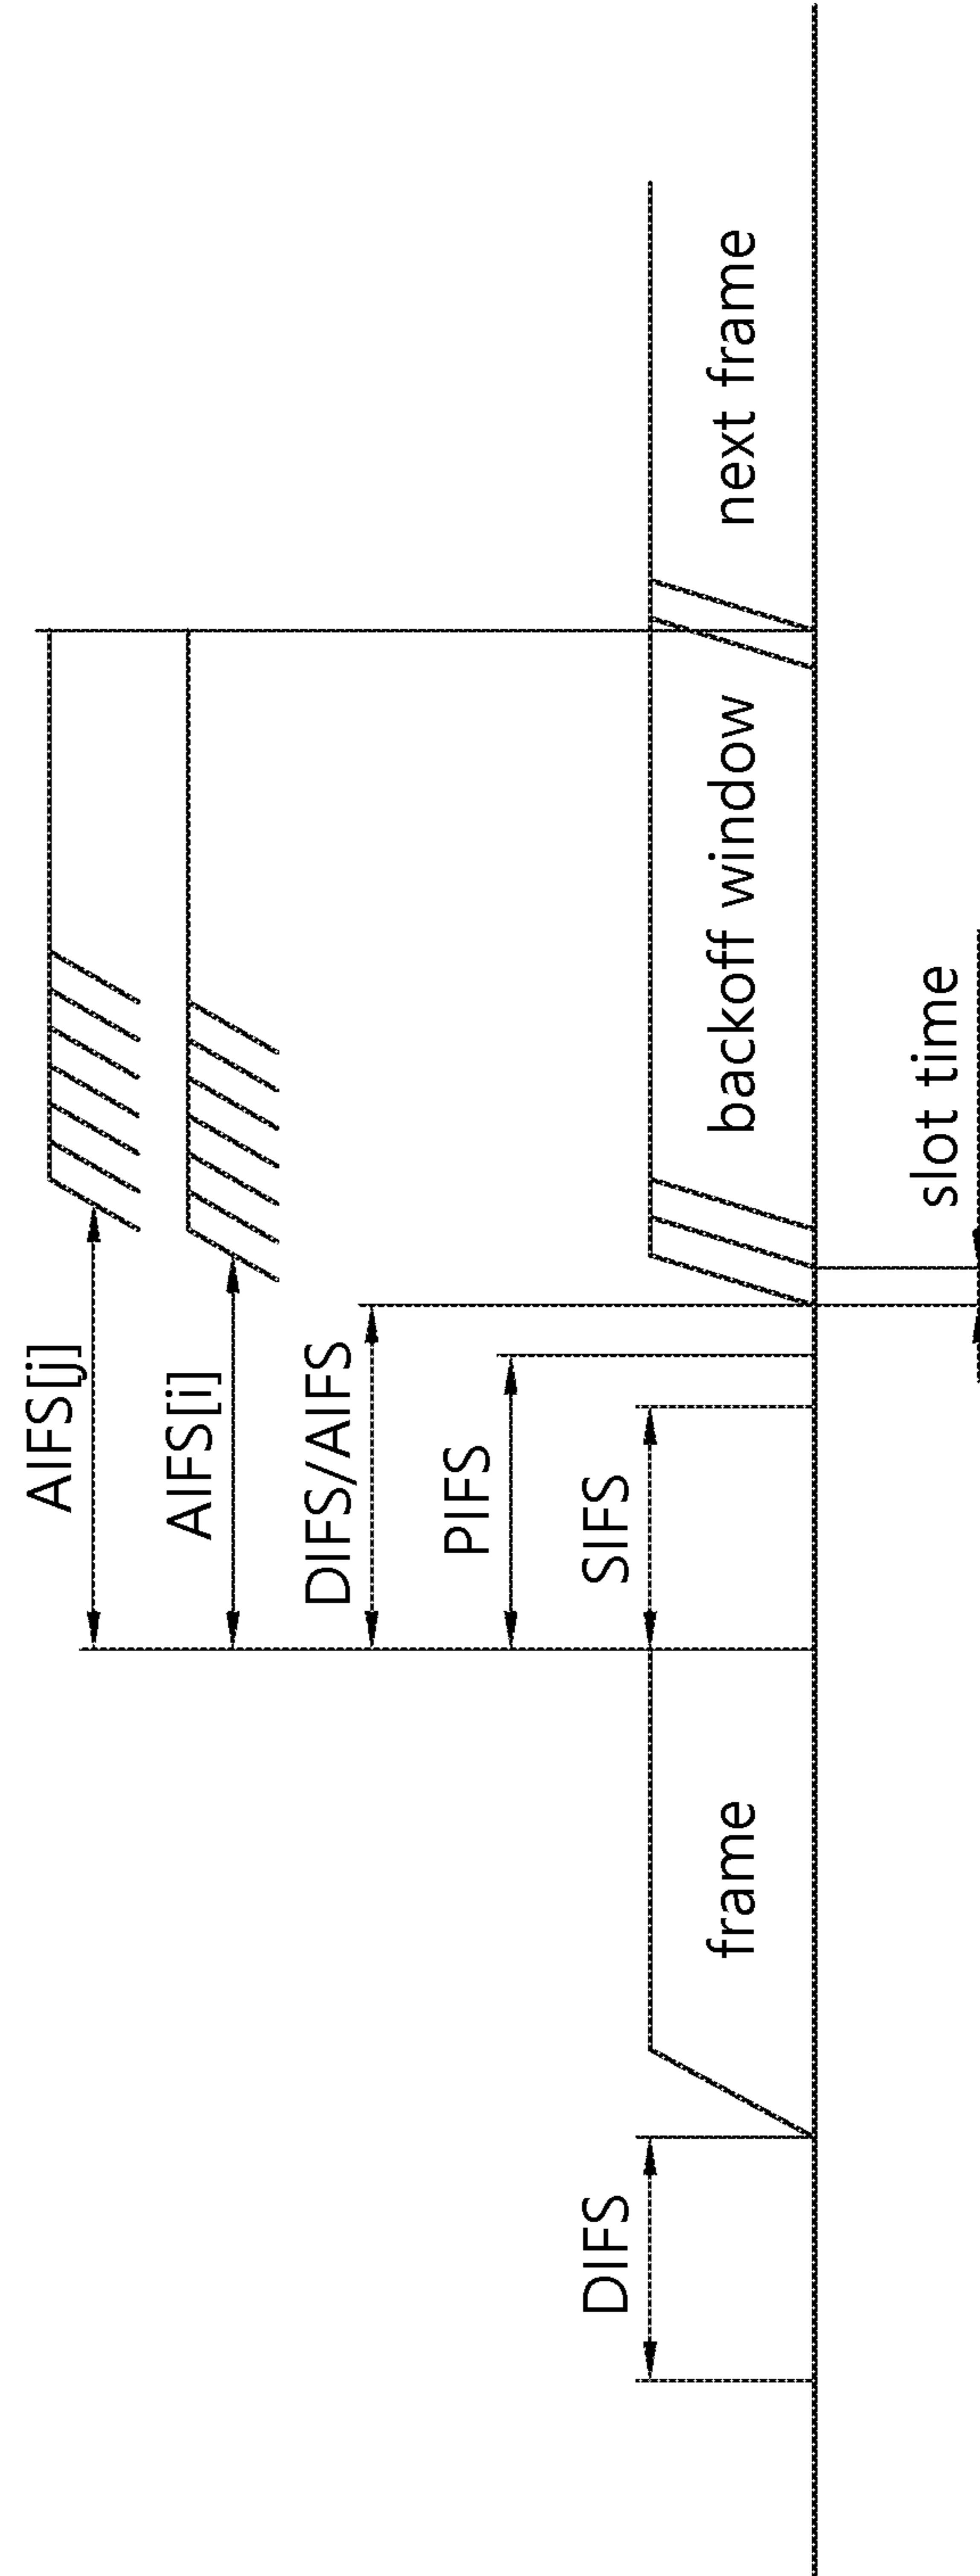 AIFS[j]
AIFS[i]
DIFS/AIFS
PIFS
DIFS
SIFS
frame
backoff window
next frame
slot time